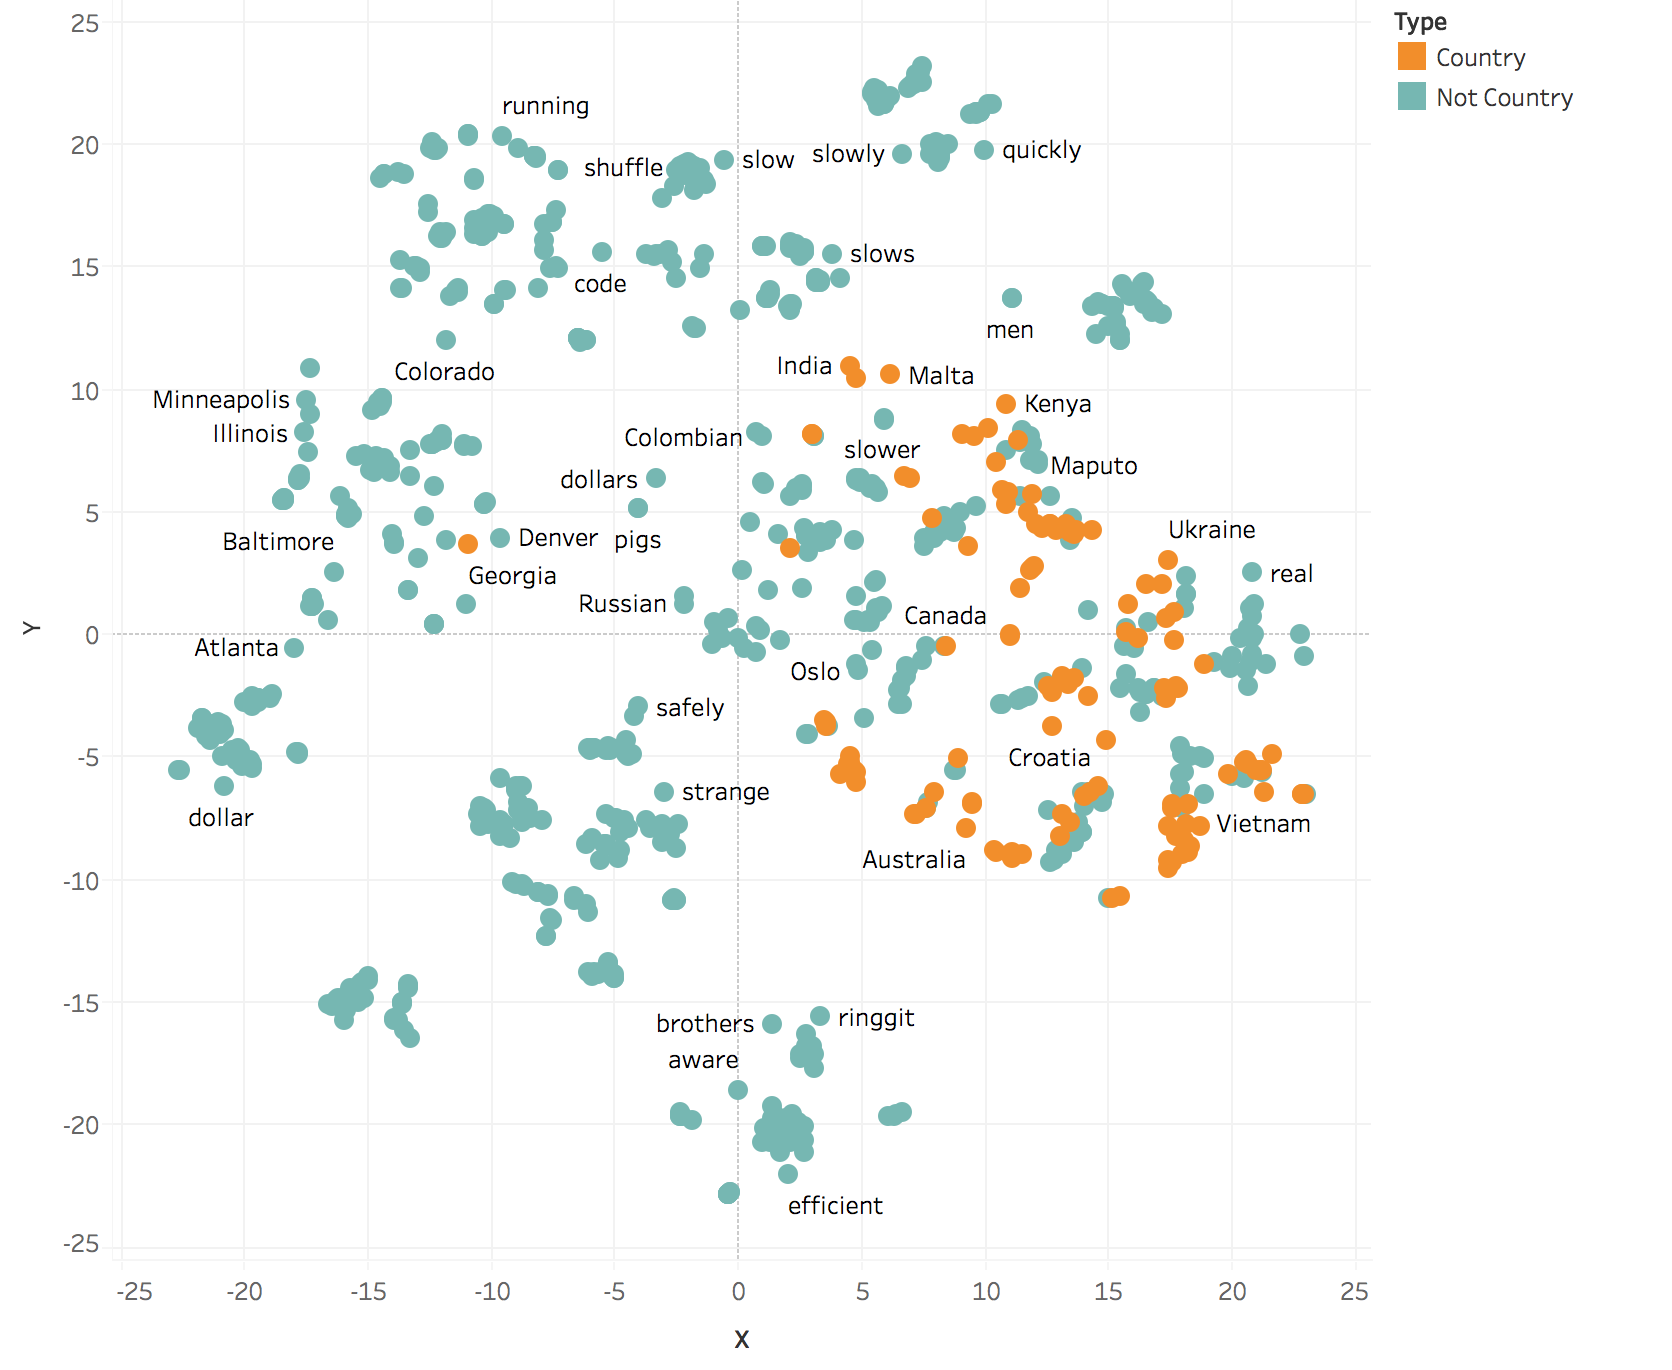 Type
Country
Not Country
25
20
15
10
5
0
-5
-10
-15
-20
-25
Y
running
shuffle
slow
slowly
quickly
slows
code
men
Colorado
India
Malta
Minneapolis
Kenya
Illinois
Colombian
slower
Maputo
dollars
Baltimore
Denver
pigs
Ukraine
Georgia
real
Russian
Canada
Atlanta
Oslo
safely
Croatia
strange
dollar
Vietnam
Australia
brothers
ringgit
aware
efficient
-25 -20 -15 -10 -5 0 5 10 15 20 25
X